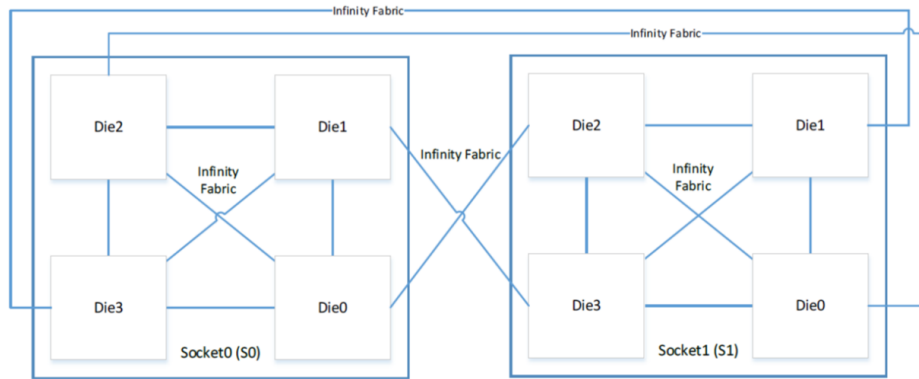 Infinity Fabric
Infinity Fabric
Die2
Die1
Infinity
Fabric
Die3
Die0
Socket0 (S0)
Infinity Fabric
Die2
Die1
Infinity
Fabric
Die3
Die0
Socket1 (S1)